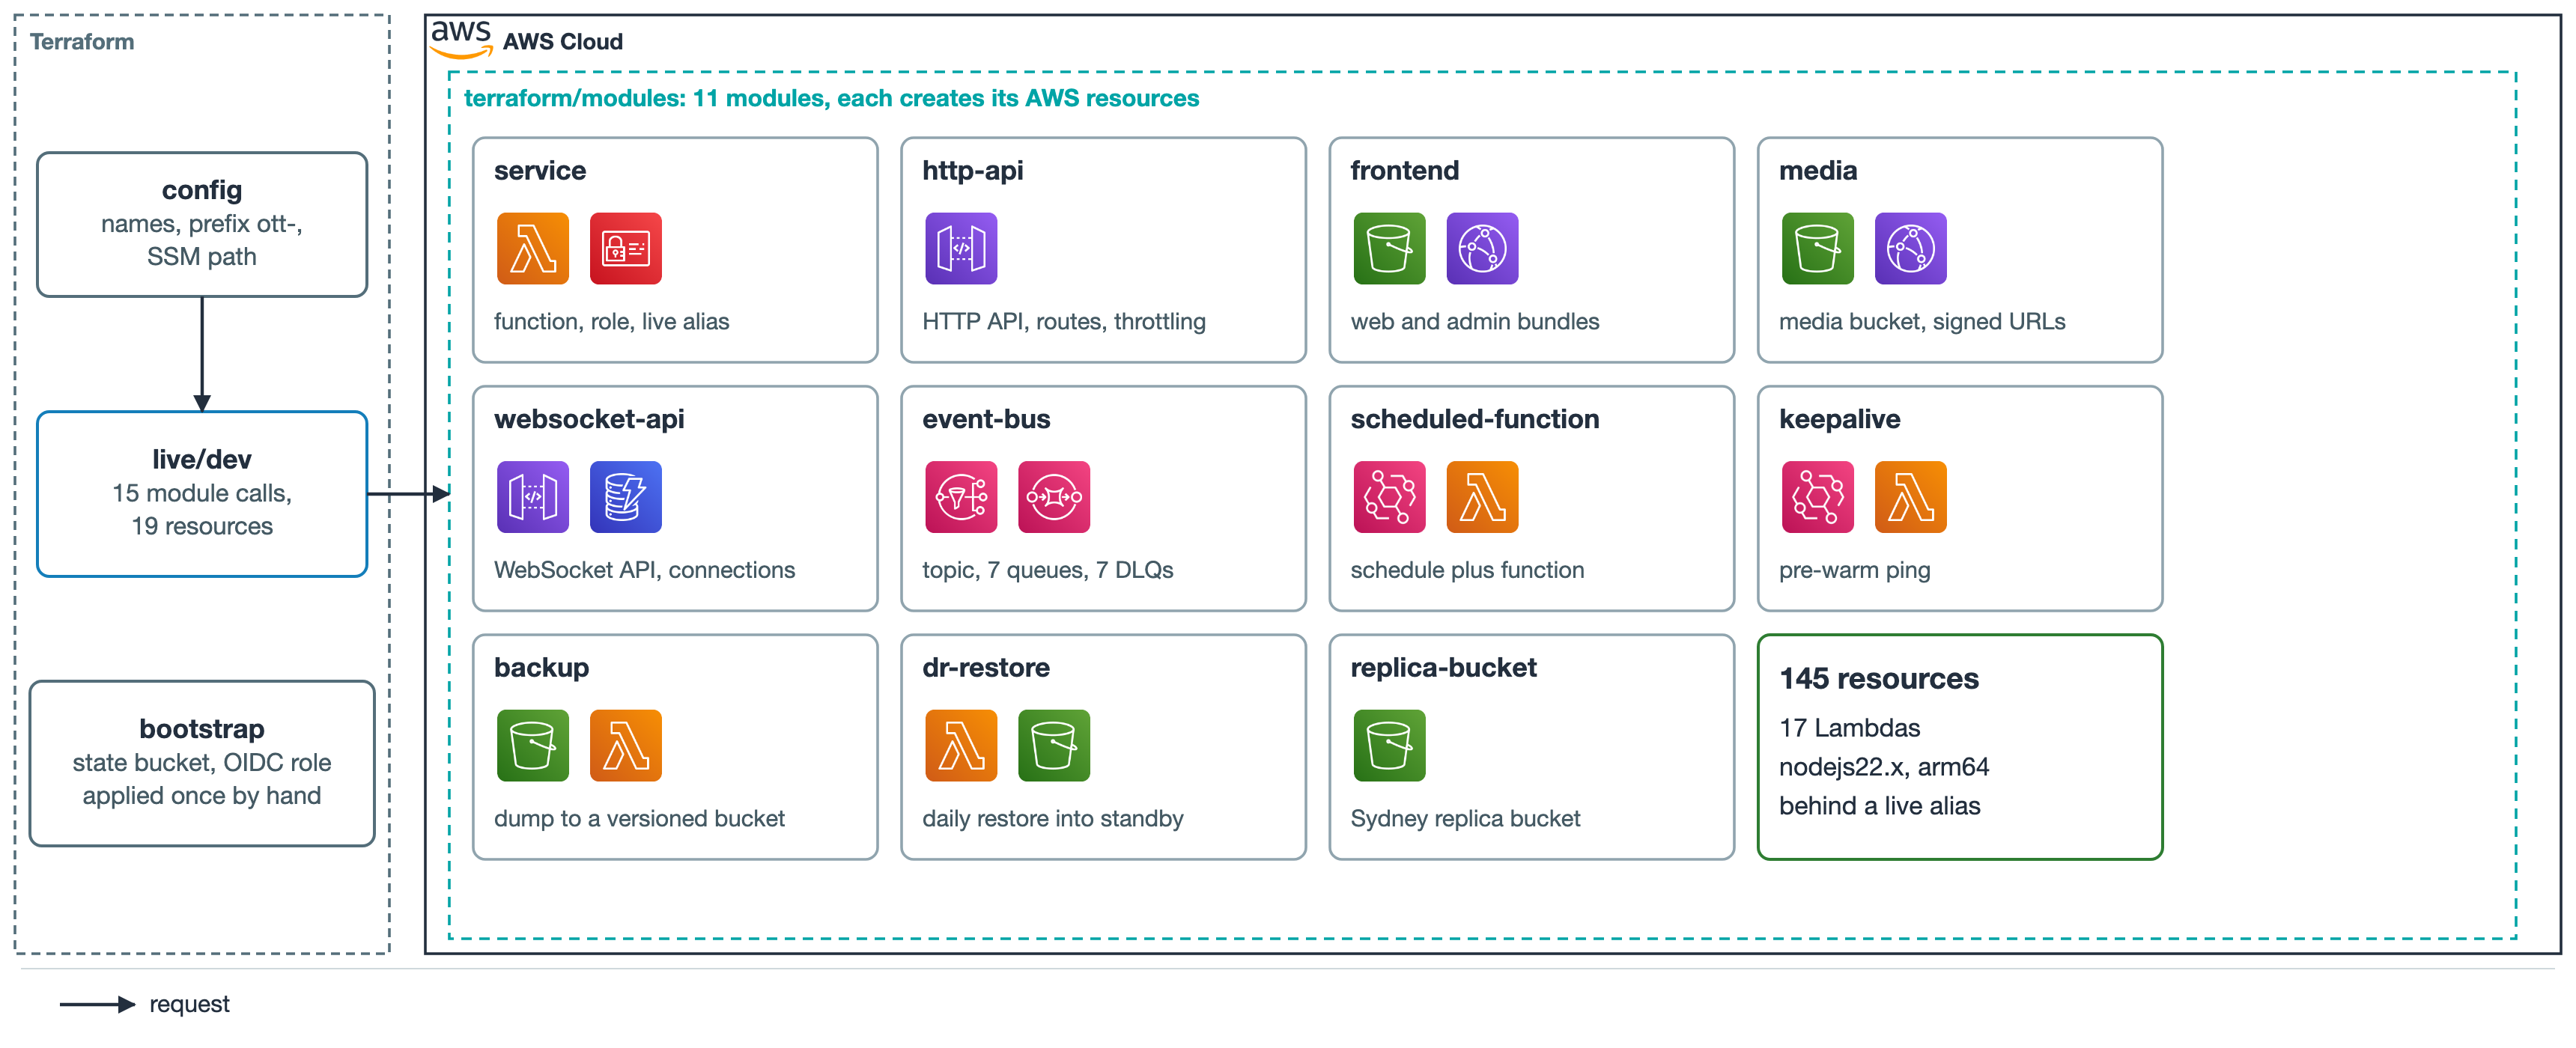 Terraform
config
names, prefix ott-,
SSM path
live/dev
15 module calls,
19 resources
bootstrap
state bucket, OIDC role
applied once by hand
aws
AWS Cloud
terraform/modules: 11 modules, each creates its AWS resources
service
function, role, live alias
http-api
HTTP API, routes, throttling
frontend
web and admin bundles
media
media bucket, signed URLs
websocket-api
WebSocket API, connections
event-bus
topic, 7 queues, 7 DLQs
scheduled-function
schedule plus function
keepalive
pre-warm ping
backup
dump to a versioned bucket
dr-restore
daily restore into standby
replica-bucket
Sydney replica bucket
145 resources
17 Lambdas
nodejs22.x, arm64
behind a live alias
request